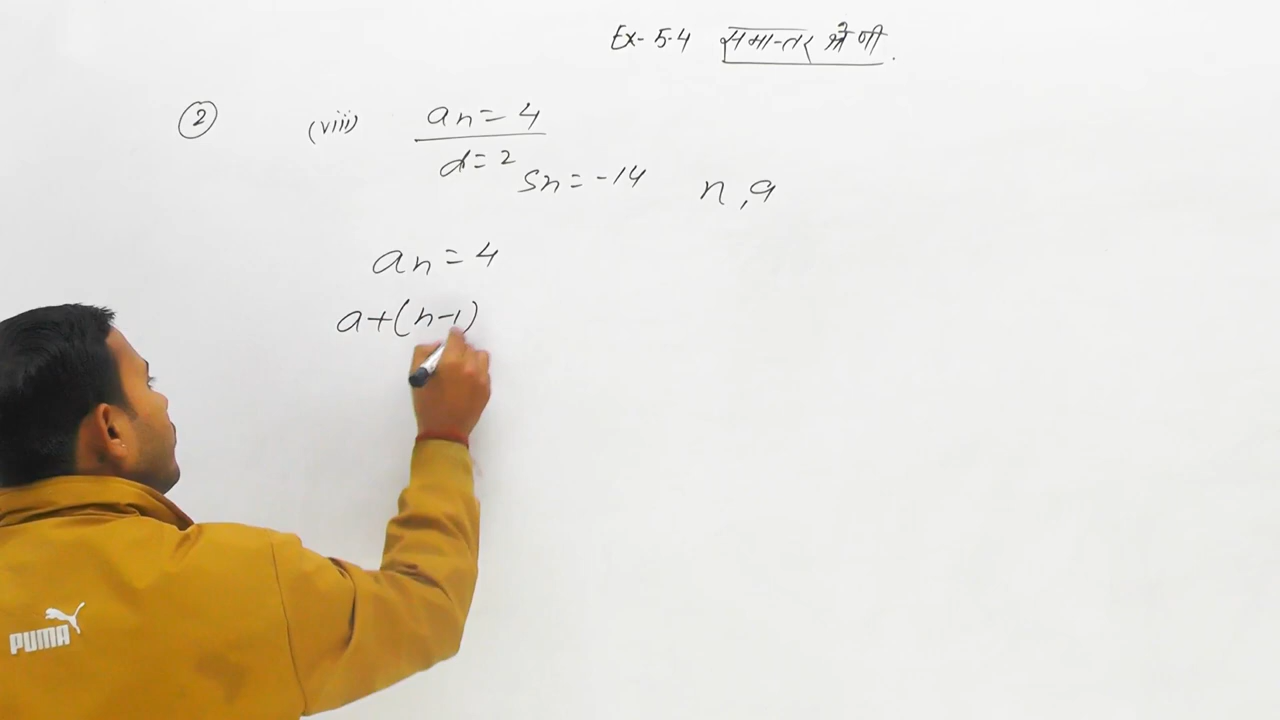 Ex- 5.4 समान्तर श्रेणी.
2 (viii) an = 4
d = 2
Sn = -14 n, a
an = 4
a+(n-1)
PUMA